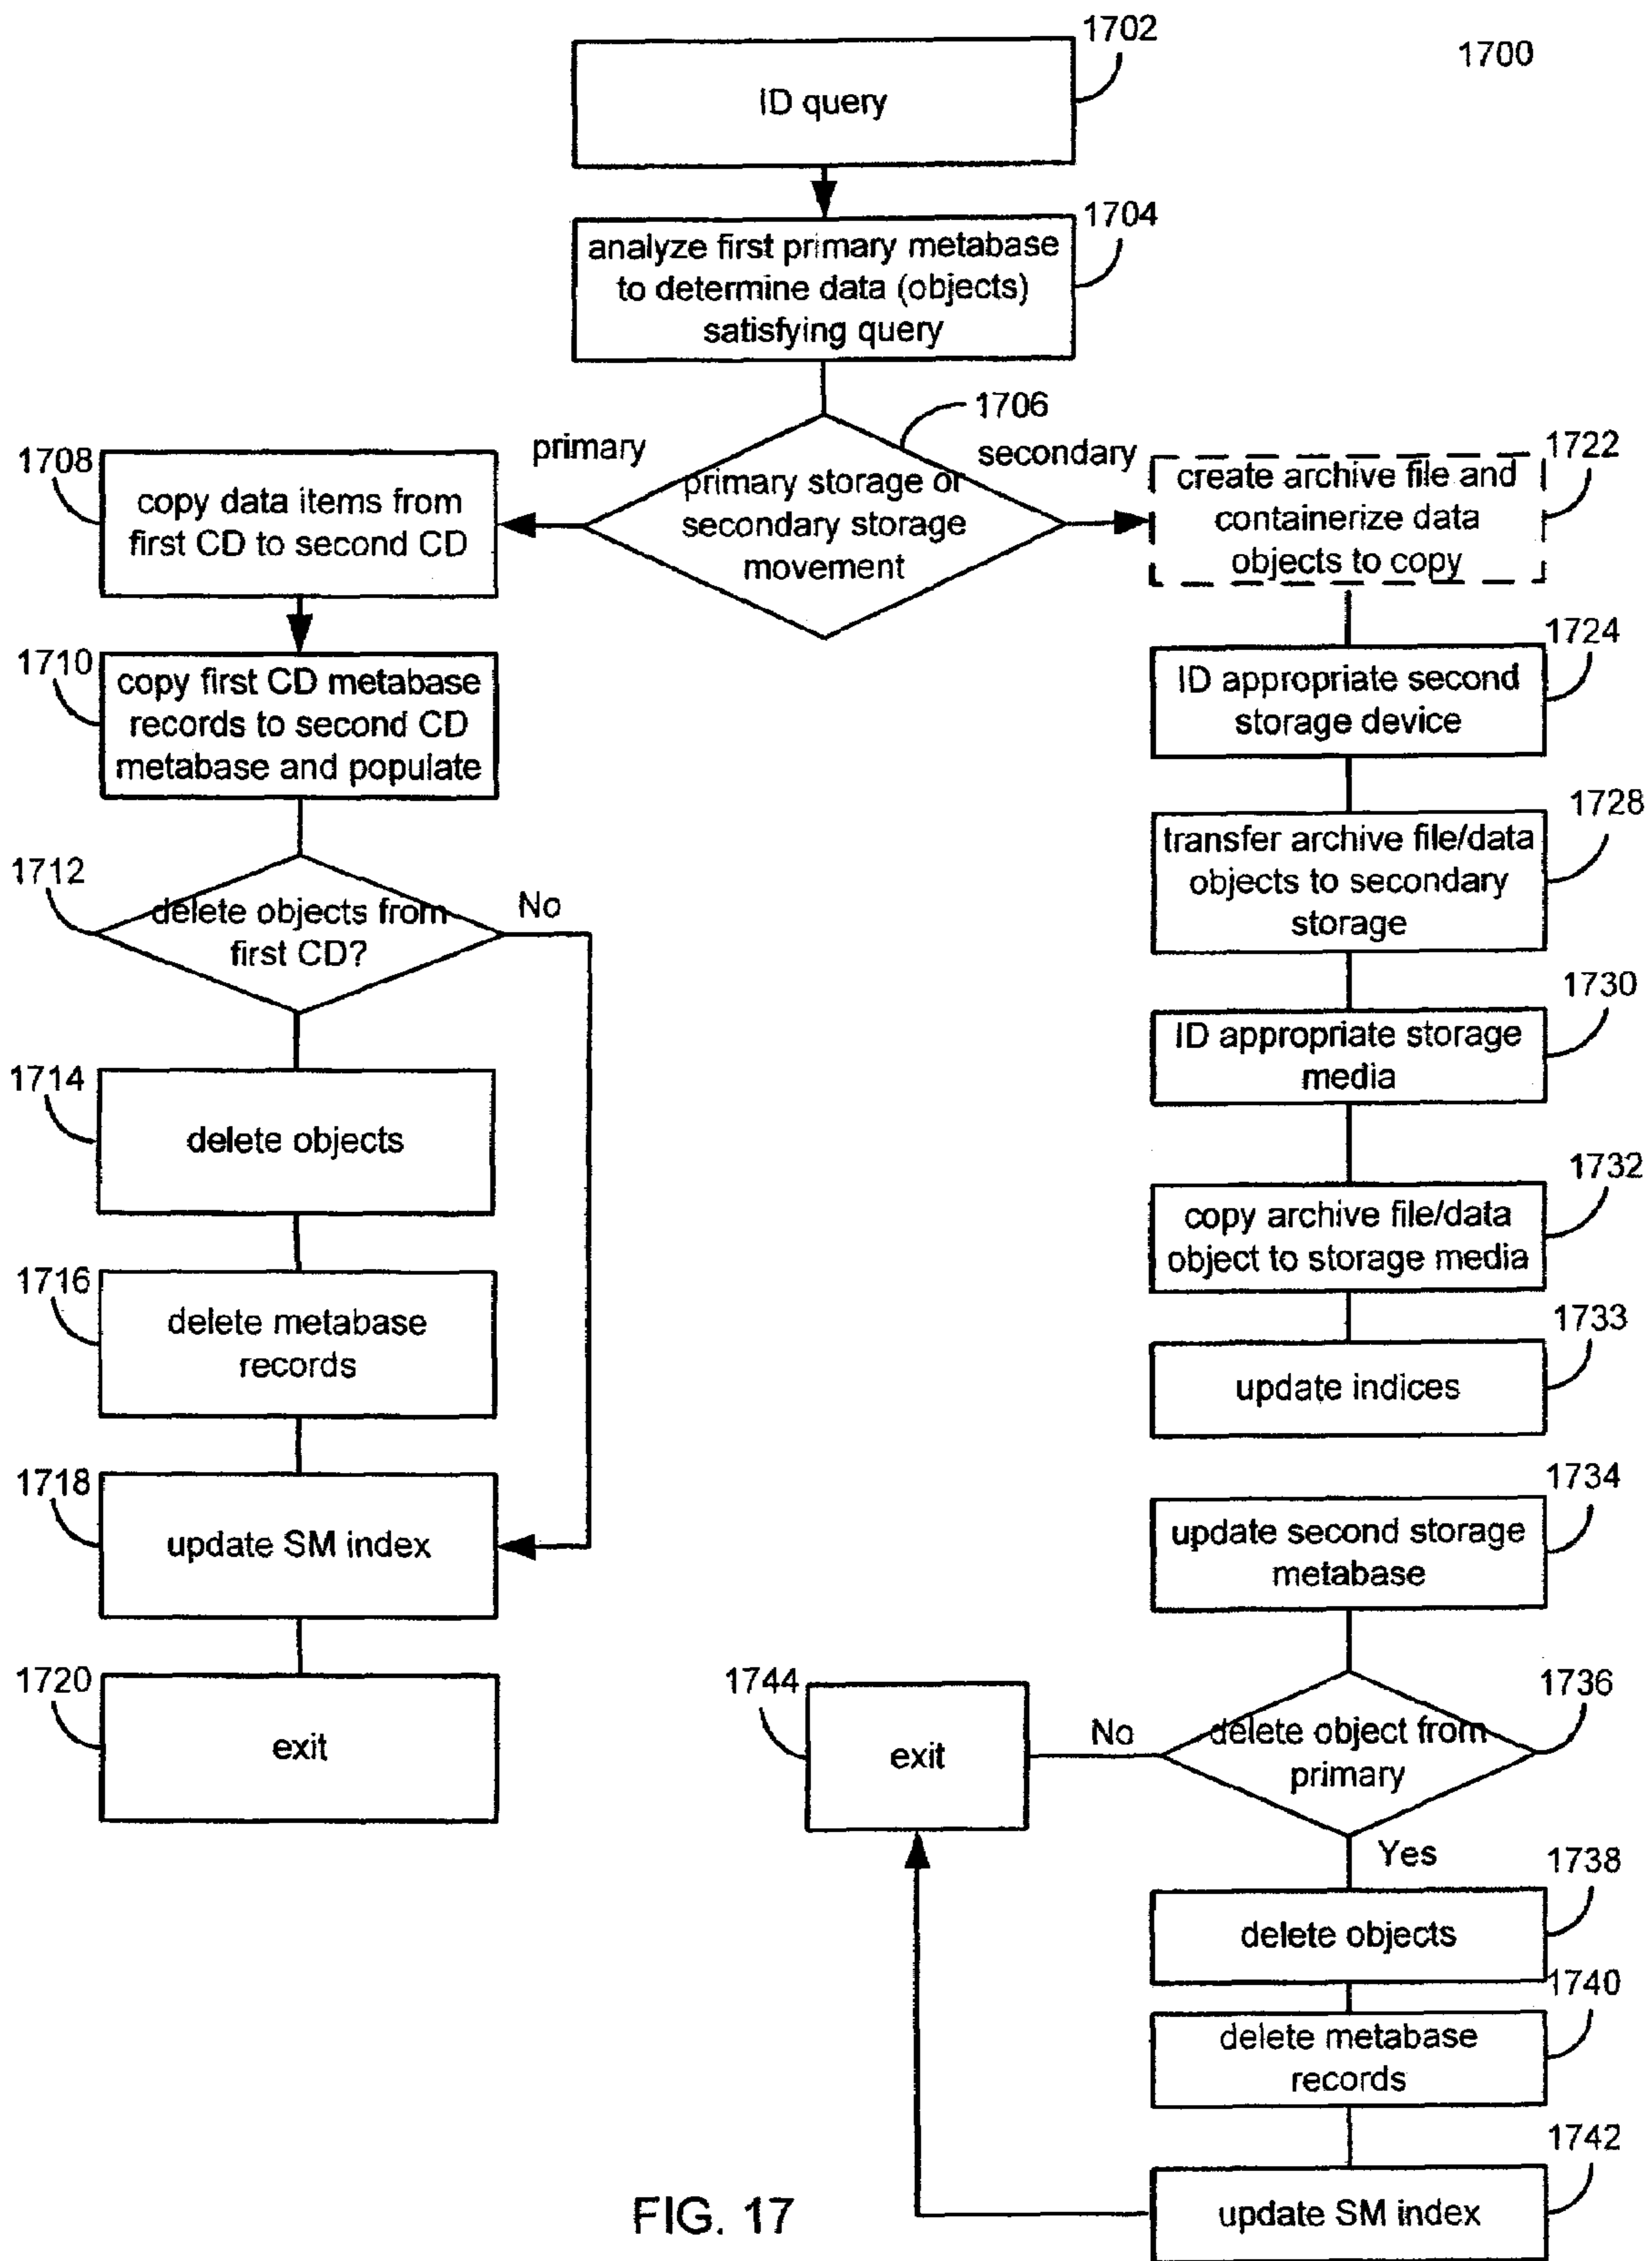 1702
1700
ID query
1704
analyze first primary metabase
to determine data (objects)
satisfying query
1706
primary
secondary
primary storage or
secondary storage
movement
1708
copy data items from
first CD to second CD
1710
copy first CD metabase
records to second CD
metabase and populate
1712
delete objects from
first CD?
No
1714
delete objects
1716
delete metabase
records
1718
update SM index
1720
exit
1722
create archive file and
containerize data
objects to copy
1724
ID appropriate second
storage device
1728
transfer archive file/data
objects to secondary
storage
1730
ID appropriate storage
media
1732
copy archive file/data
object to storage media
1733
update indices
1734
update second storage
metabase
1736
delete object from
primary
No
1744
exit
Yes
1738
delete objects
1740
delete metabase
records
1742
update SM index
FIG. 17